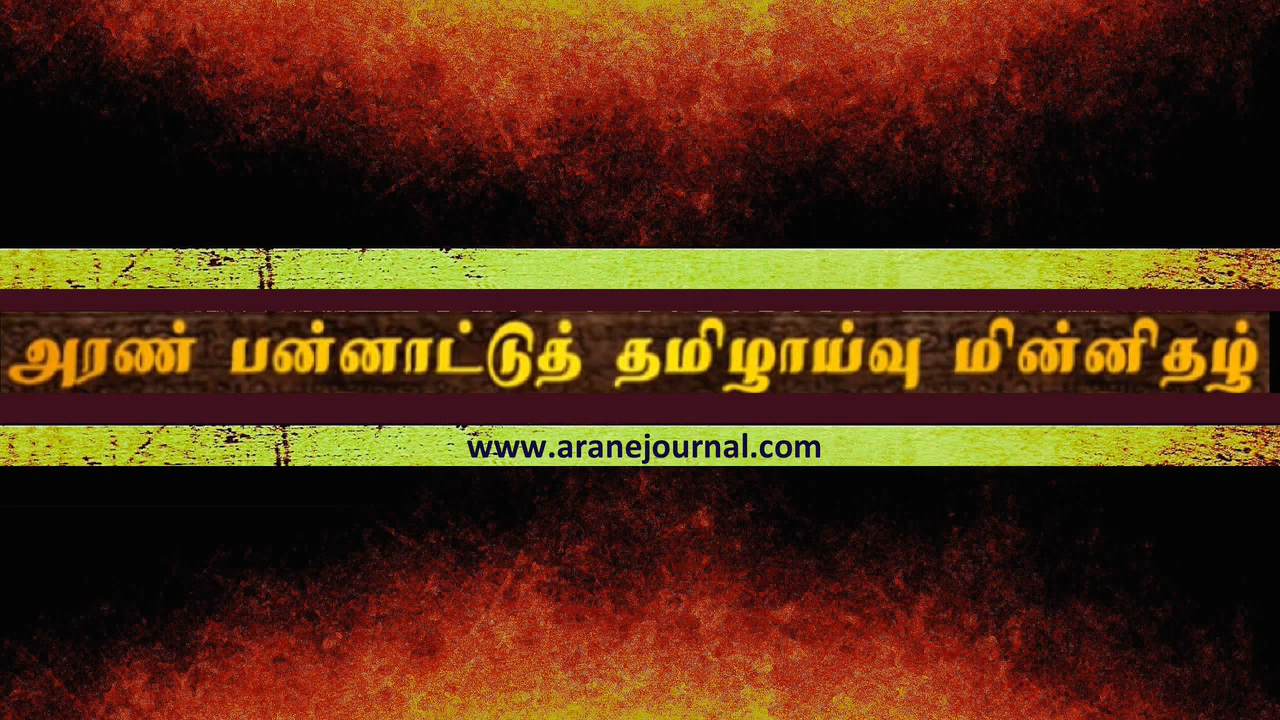 அரண் பன்னாட்டுத் தமிழாய்வு மின்னிதழ்
www.aranejournal.com